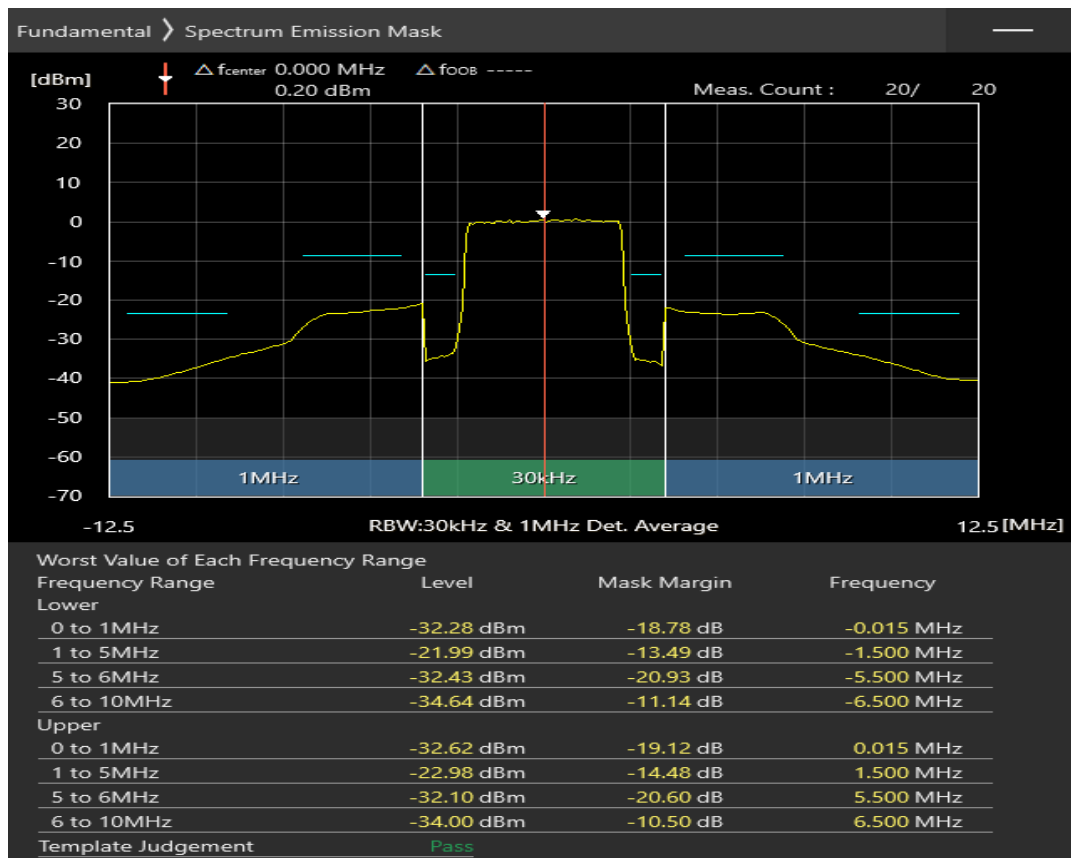 Fundamental ❯ Spectrum Emission Mask
[dBm] △ fcenter 0.000 MHz △ fOOB -----
0.20 dBm Meas. Count : 20/ 20
30
20
10
0
-10
-20
-30
-40
-50
-60
-70
1MHz 30kHz 1MHz
-12.5 RBW:30kHz & 1MHz Det. Average 12.5 [MHz]
Worst Value of Each Frequency Range
Frequency Range Level Mask Margin Frequency
Lower
0 to 1MHz -32.28 dBm -18.78 dB -0.015 MHz
1 to 5MHz -21.99 dBm -13.49 dB -1.500 MHz
5 to 6MHz -32.43 dBm -20.93 dB -5.500 MHz
6 to 10MHz -34.64 dBm -11.14 dB -6.500 MHz
Upper
0 to 1MHz -32.62 dBm -19.12 dB 0.015 MHz
1 to 5MHz -22.98 dBm -14.48 dB 1.500 MHz
5 to 6MHz -32.10 dBm -20.60 dB 5.500 MHz
6 to 10MHz -34.00 dBm -10.50 dB 6.500 MHz
Template Judgement Pass